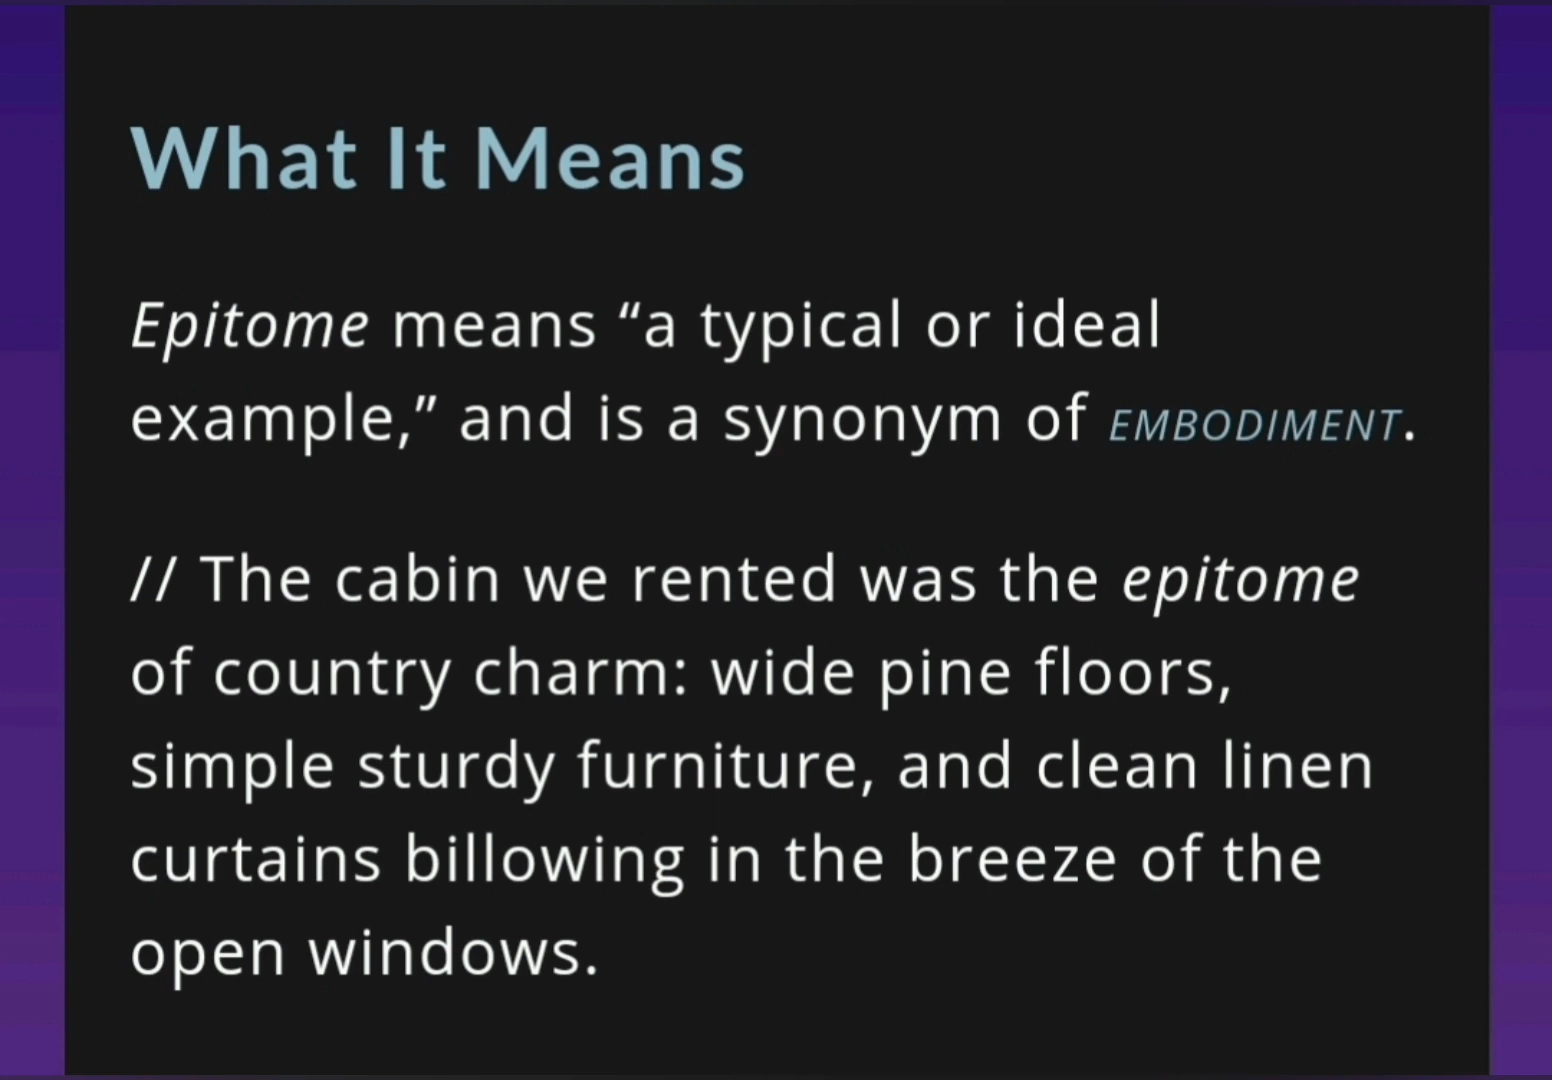 What It Means
Epitome means “a typical or ideal
example,” and is a synonym of EMBODIMENT.
// The cabin we rented was the epitome
of country charm: wide pine floors,
simple sturdy furniture, and clean linen
curtains billowing in the breeze of the
open windows.